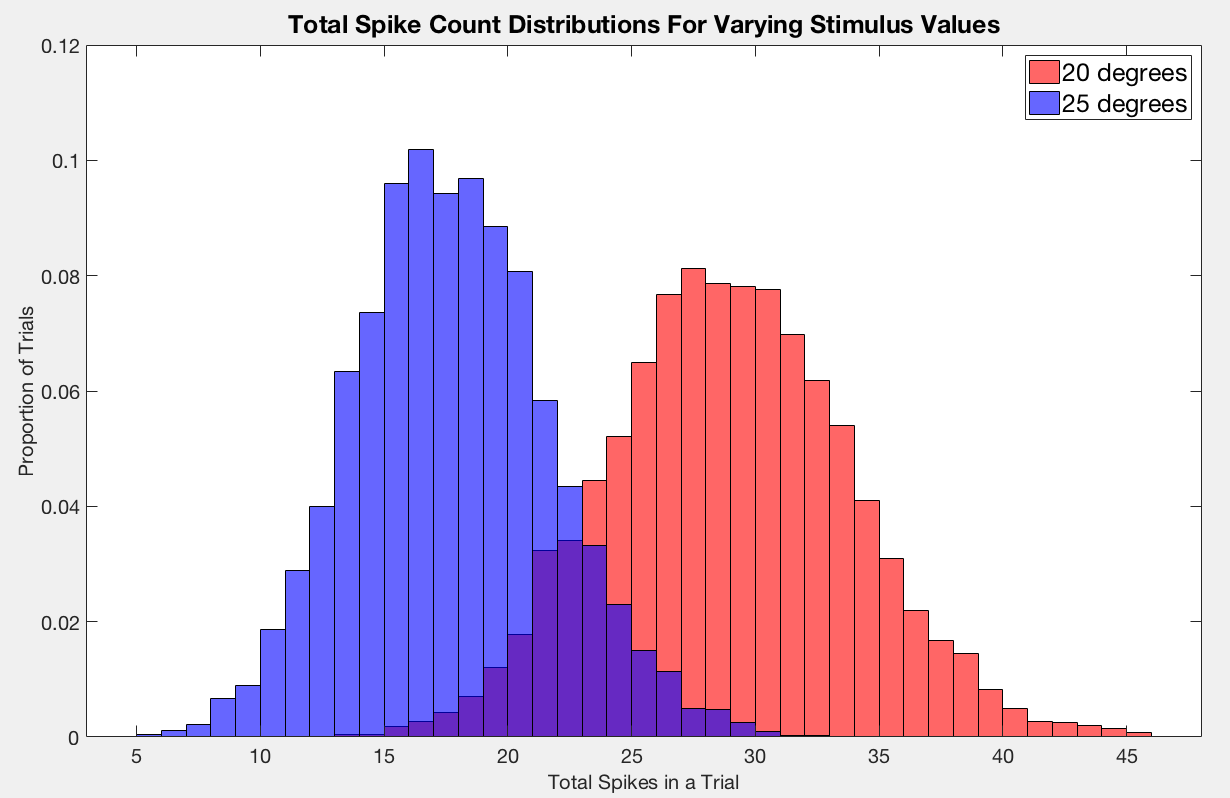 Total Spike Count Distributions For Varying Stimulus Values
20 degrees
25 degrees
Proportion of Trials
0.12
0.1
0.08
0.06
0.04
0.02
0
5 10 15 20 25 30 35 40 45
Total Spikes in a Trial